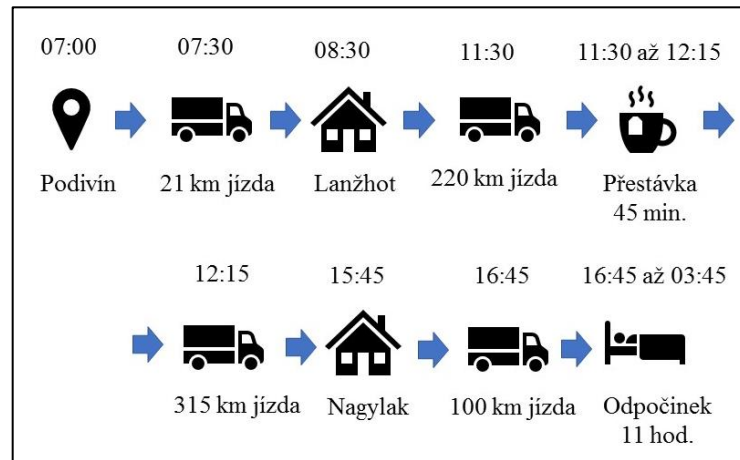 07:00 07:30 08:30 11:30 11:30 až 12:15
Podivín 21 km jízda Lanžhot 220 km jízda Přestávka
45 min.
12:15 15:45 16:45 16:45 až 03:45
315 km jízda Nagylak 100 km jízda Odpočinek
11 hod.